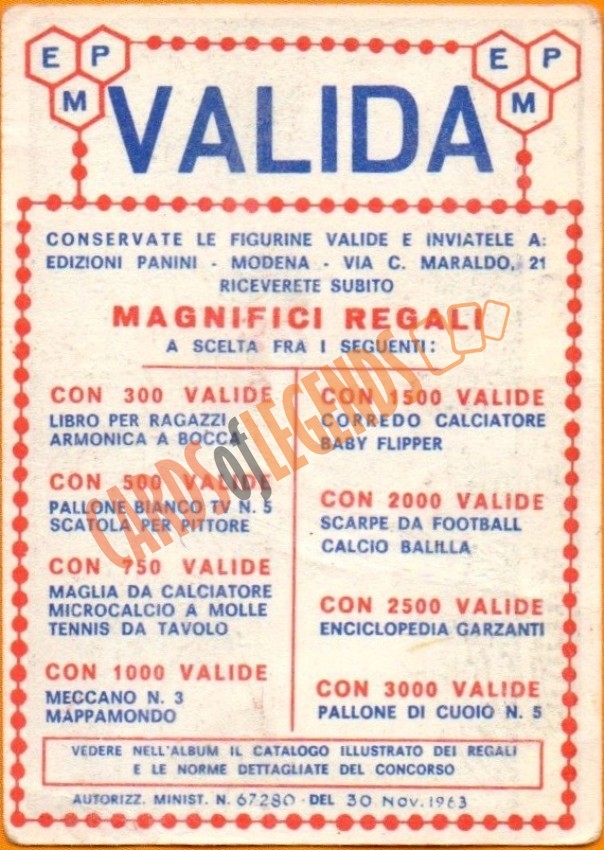 E P
M
VALIDA
E P
M
CONSERVATE LE FIGURINE VALIDE E INVIATELE A:
EDIZIONI PANINI - MODENA - VIA C. MARALDO, 21
RICEVERETE SUBITO
MAGNIFICI REGALI
A SCELTA FRA I SEGUENTI:
CON 300 VALIDE
LIBRO PER RAGAZZI
ARMONICA A BOCCA
CON 500 VALIDE
PALLONE BIANCO TV N. 5
SCATOLA PER PITTORE
CON 750 VALIDE
MAGLIA DA CALCIATORE
MICROCALCIO A MOLLE
TENNIS DA TAVOLO
CON 1000 VALIDE
MECCANO N. 3
MAPPAMONDO
CON 1500 VALIDE
CORREDO CALCIATORE
BABY FLIPPER
CON 2000 VALIDE
SCARPE DA FOOTBALL
CALCIO BALILLA
CON 2500 VALIDE
ENCICLOPEDIA GARZANTI
CON 3000 VALIDE
PALLONE DI CUOIO N. 5
VEDERE NELL'ALBUM IL CATALOGO ILLUSTRATO DEI REGALI
E LE NORME DETTAGLIATE DEL CONCORSO
AUTORIZZ. MINIST. N. 67280 - DEL 30 NOV. 1963
CARDS of LEGENDS